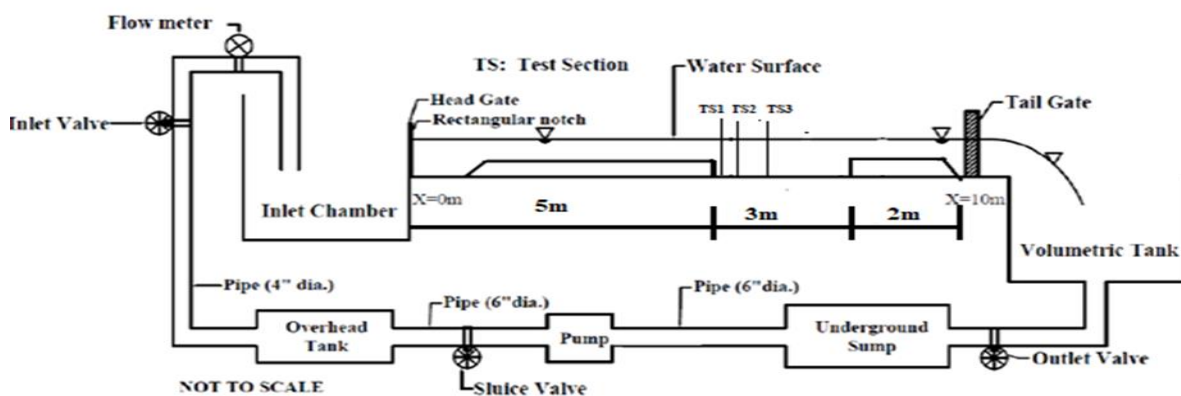 Flow meter
TS: Test Section
Water Surface
Head Gate
TS1 TS2 TS3
Tail Gate
Inlet Valve
Rectangular notch
X=0m
X=10m
Inlet Chamber
5m
3m
2m
Volumetric Tank
Pipe (4" dia.)
Pipe (6"dia.)
Pipe (6"dia.)
Overhead
Tank
Pump
Underground
Sump
Outlet Valve
NOT TO SCALE
Sluice Valve